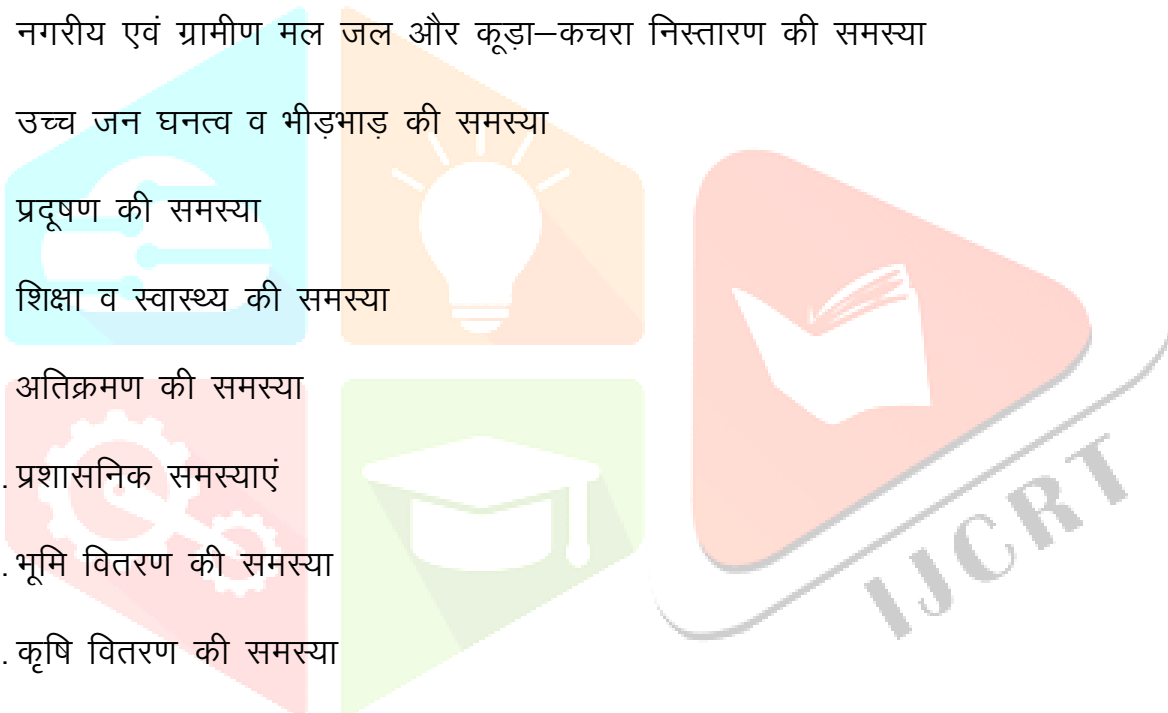 नगरीय एवं ग्रामीण मल जल और कूड़ा–कचरा निस्तारण की समस्या
उच्च जन घनत्व व भीड़भाड़ की समस्या
प्रदूषण की समस्या
शिक्षा व स्वास्थ्य की समस्या
अतिक्रमण की समस्या
. प्रशासनिक समस्याएं
. भूमि वितरण की समस्या
. कृषि वितरण की समस्या
IJCRT